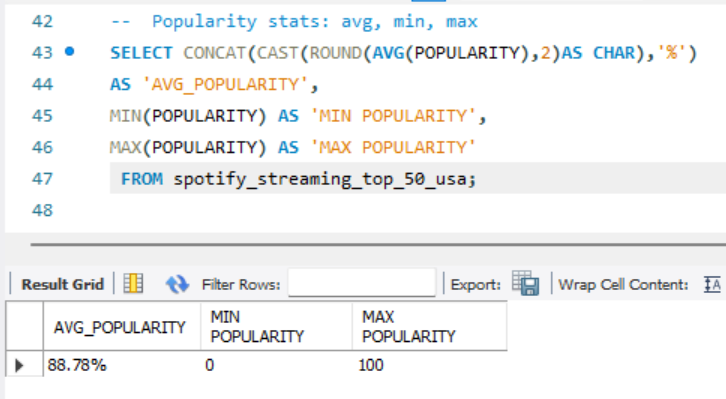 42 -- Popularity stats: avg, min, max
43 SELECT CONCAT(CAST(ROUND(AVG(POPULARITY),2)AS CHAR),'%')
44 AS 'AVG_POPULARITY',
45 MIN(POPULARITY) AS 'MIN POPULARITY',
46 MAX(POPULARITY) AS 'MAX POPULARITY'
47 FROM spotify_streaming_top_50_usa;
48
Result Grid Filter Rows: Export: Wrap Cell Content: IA
AVG_POPULARITY MIN POPULARITY MAX POPULARITY
88.78% 0 100